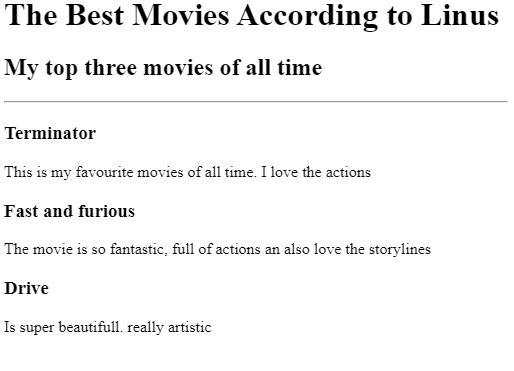 The Best Movies According to Linus
My top three movies of all time
Terminator
This is my favourite movies of all time. I love the actions
Fast and furious
The movie is so fantastic, full of actions an also love the storylines
Drive
Is super beautifull. really artistic